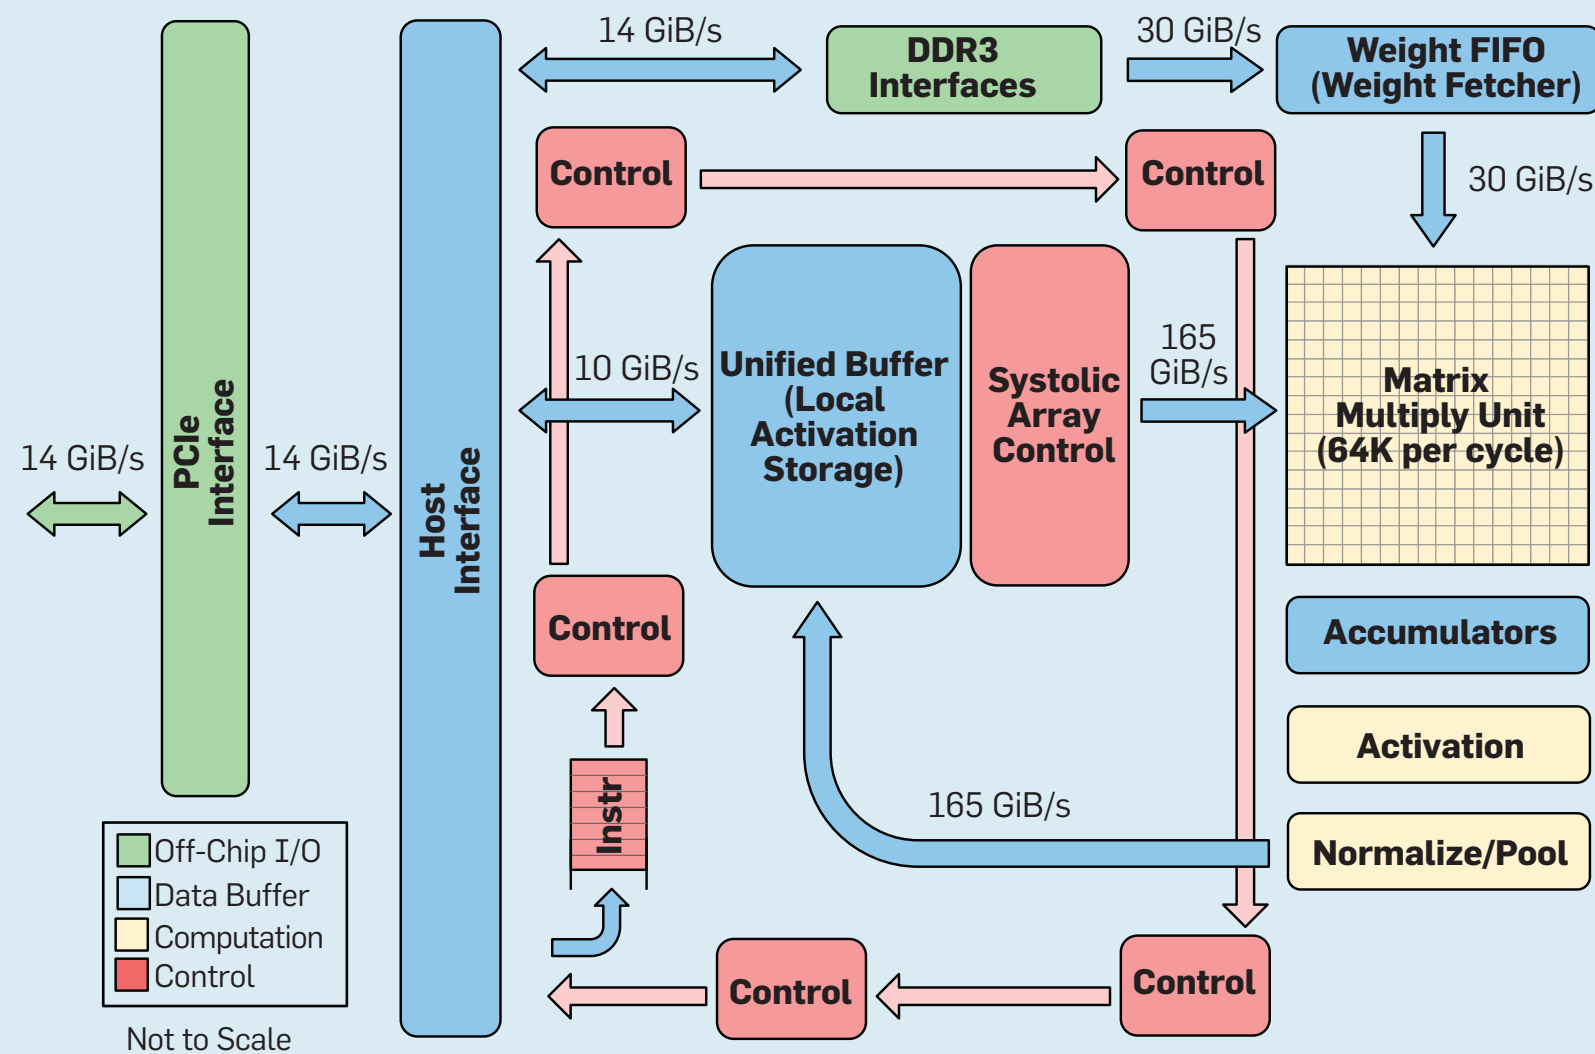 14 GiB/s
DDR3
Interfaces
30 GiB/s
Weight FIFO
(Weight Fetcher)
Control
Control
30 GiB/s
10 GiB/s
Unified Buffer
(Local
Activation
Storage)
Systolic
Array
Control
165
GiB/s
Matrix
Multiply Unit
(64K per cycle)
14 GiB/s
PCIe
Interface
14 GiB/s
Host
Interface
Control
Accumulators
Activation
Instr
165 GiB/s
Normalize/Pool
Off-Chip I/O
Data Buffer
Computation
Control
Control
Control
Not to Scale